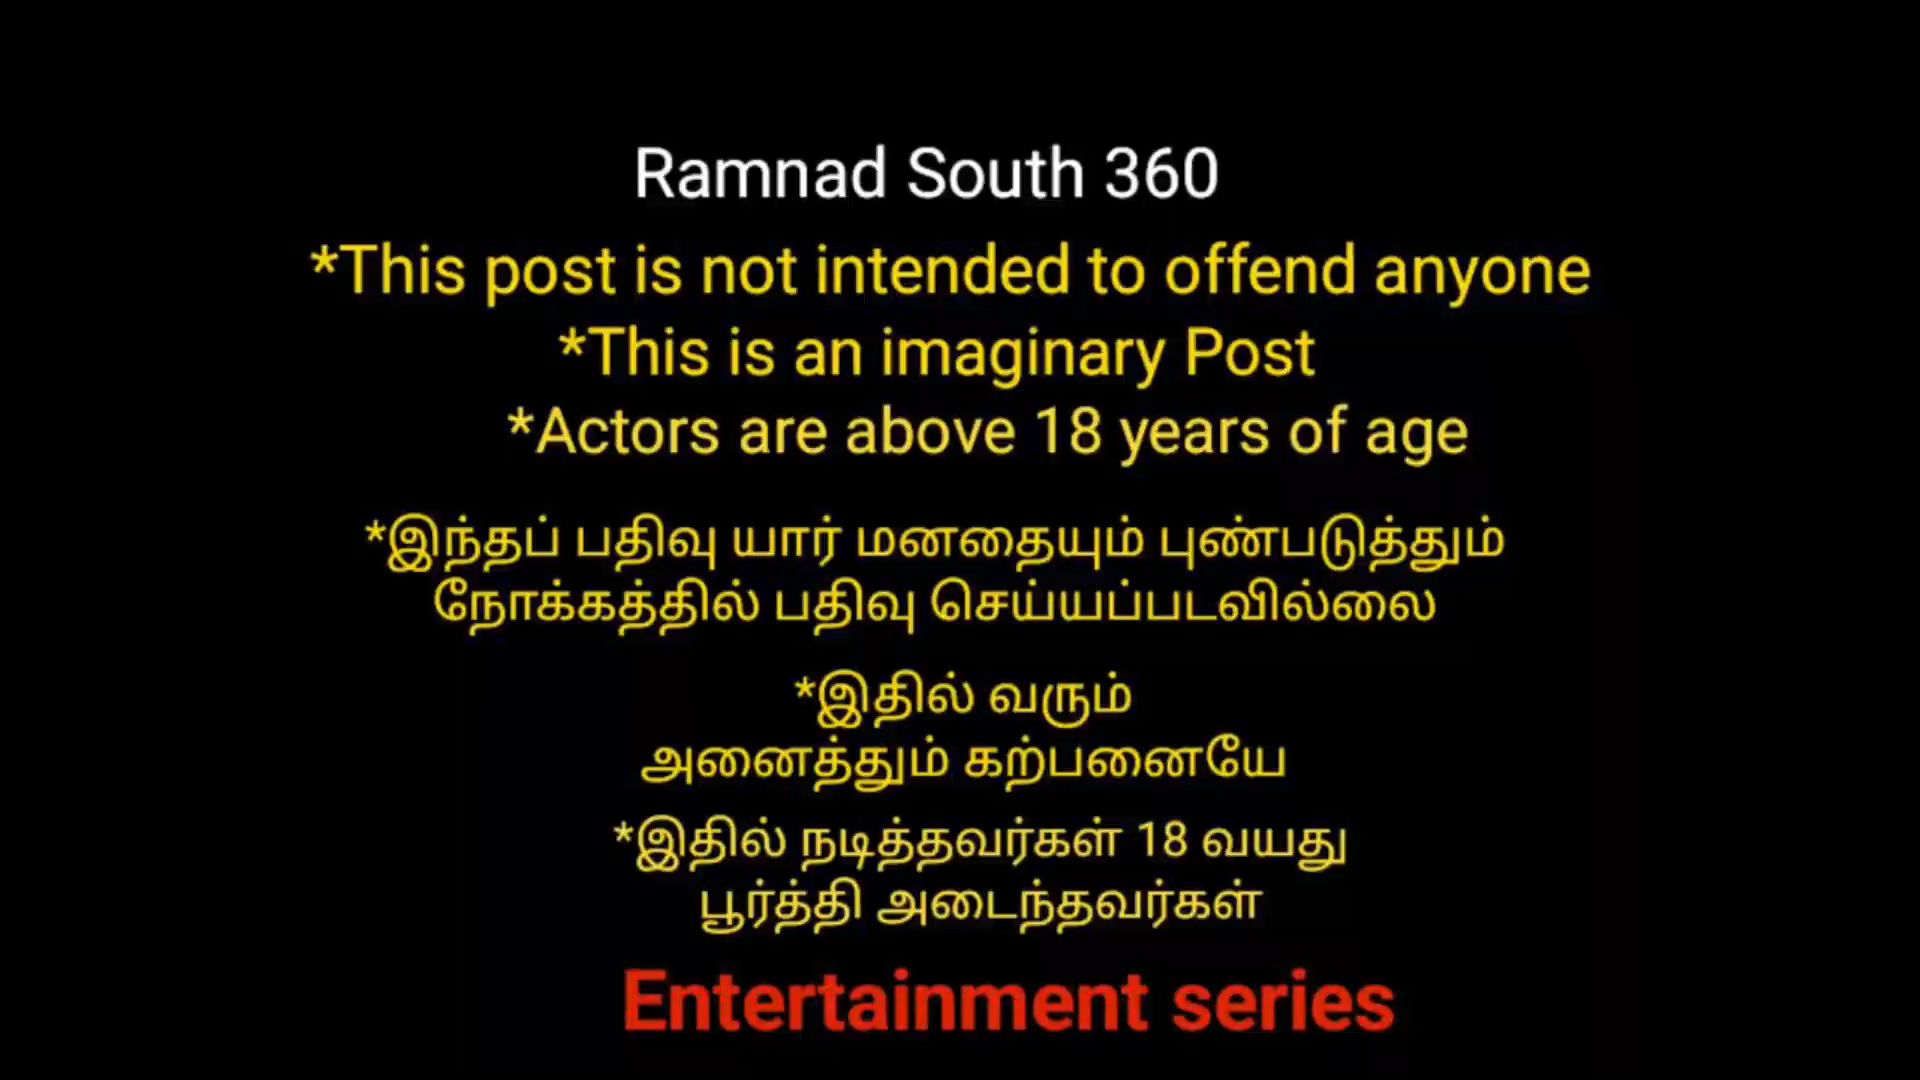 Ramnad South 360
*This post is not intended to offend anyone
*This is an imaginary Post
*Actors are above 18 years of age
*இந்தப் பதிவு யார் மனதையும் புண்படுத்தும்
நோக்கத்தில் பதிவு செய்யப்படவில்லை
*இதில் வரும்
அனைத்தும் கற்பனையே
*இதில் நடித்தவர்கள் 18 வயது
பூர்த்தி அடைந்தவர்கள்
Entertainment series